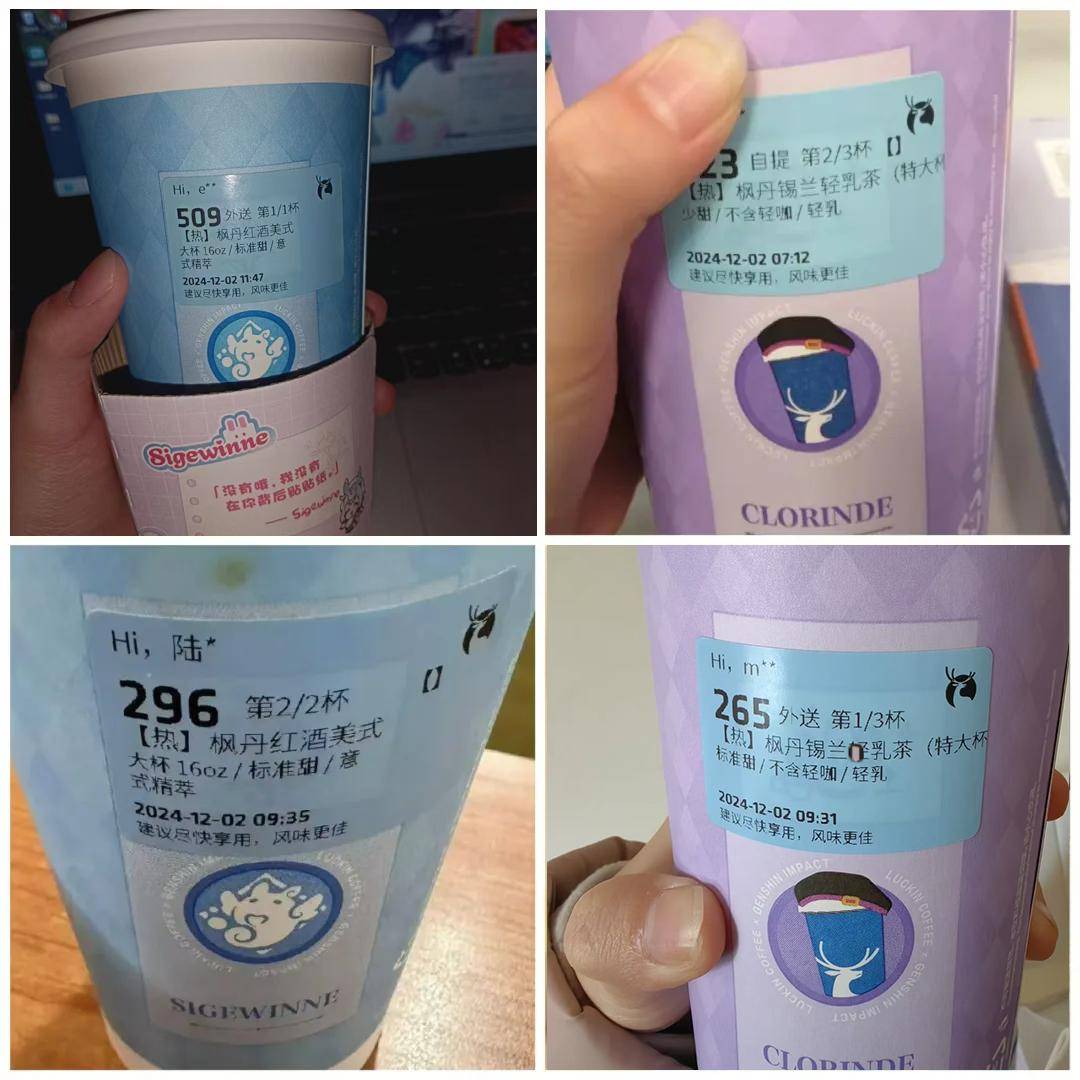 Hi, e**
509 外送 第1/1杯
【热】枫丹红酒美式
大杯 16oz / 标准甜 / 意
式精萃
2024-12-02 11:47
建议尽快享用，风味更佳
GENSHIN IMPACT
Sigewinne
「没有哦，我没有
在你背后贴贴纸。」
—— Sigewinne
23 自提 第2/3杯 【】
【热】枫丹锡兰轻乳茶（特大杯
少甜 / 不含轻咖 / 轻乳
2024-12-02 07:12
建议尽快享用，风味更佳
GENSHIN IMPACT
LUCKIN COFFEE
CLORINDE
Hi, 陆*
296 第2/2杯 【】
【热】枫丹红酒美式
大杯 16oz / 标准甜 / 意
式精萃
2024-12-02 09:35
建议尽快享用，风味更佳
SIGEWINNE
Hi, m**
265 外送 第1/3杯
【热】枫丹锡兰轻乳茶（特大杯
标准甜 / 不含轻咖 / 轻乳
2024-12-02 09:31
建议尽快享用，风味更佳
LUCKIN COFFEE · GENSHIN IMPACT
LUCKIN COFFEE · GENSHIN IMPACT
CLORINDE